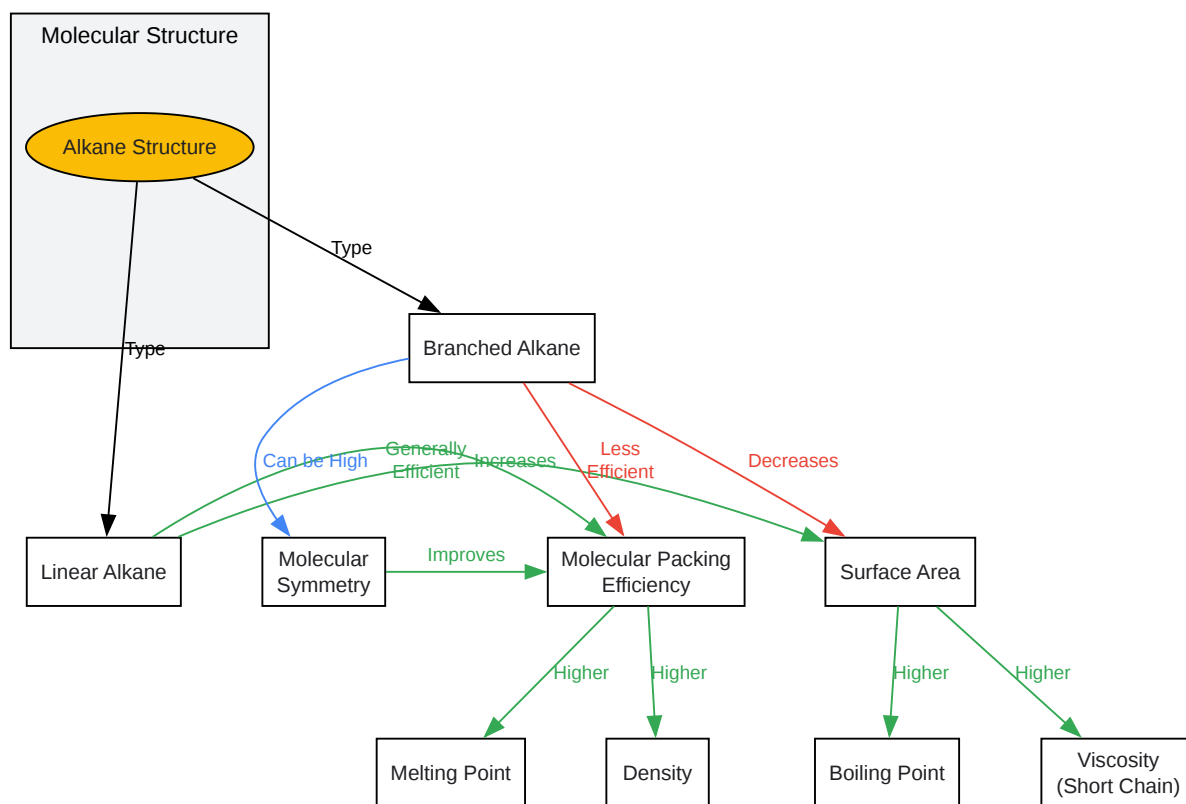 Molecular Structure
Alkane Structure
Type
Type
Branched Alkane
Can be High
Generally
Efficient
Increases
Less
Efficient
Decreases
Linear Alkane
Molecular
Symmetry
Improves
Molecular Packing
Efficiency
Surface Area
Higher
Higher
Higher
Higher
Melting Point
Density
Boiling Point
Viscosity
(Short Chain)